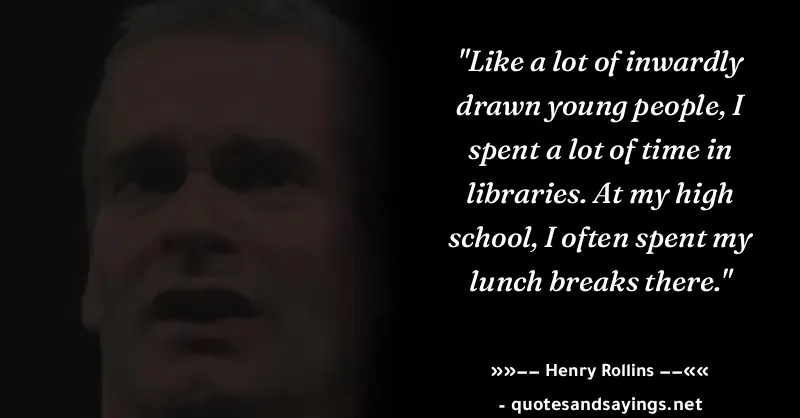 "Like a lot of inwardly
drawn young people, I
spent a lot of time in
libraries. At my high
school, I often spent my
lunch breaks there."
»»–– Henry Rollins ––««
- quotesandsayings.net